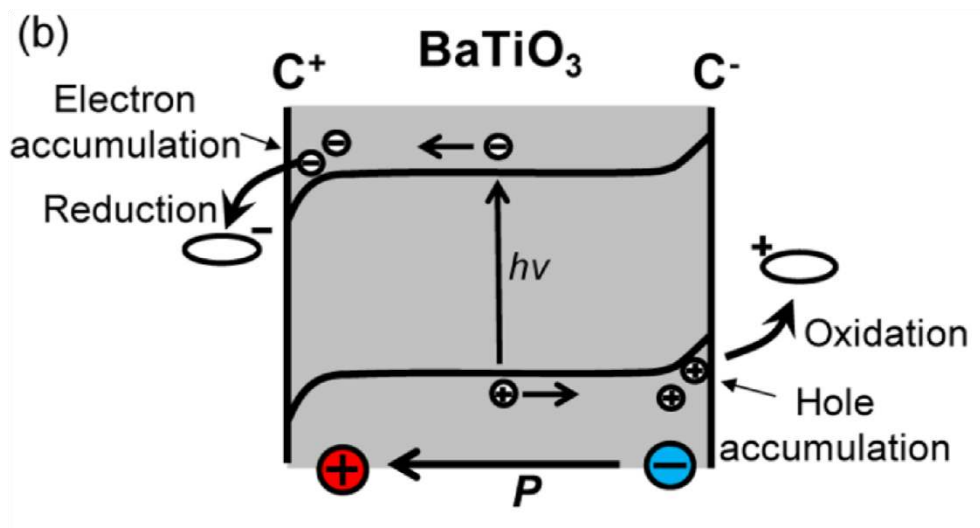 (b)
BaTiO₃
C⁺
C⁻
Electron
accumulation
Reduction
−
hv
+
Oxidation
Hole
accumulation
+
P
−